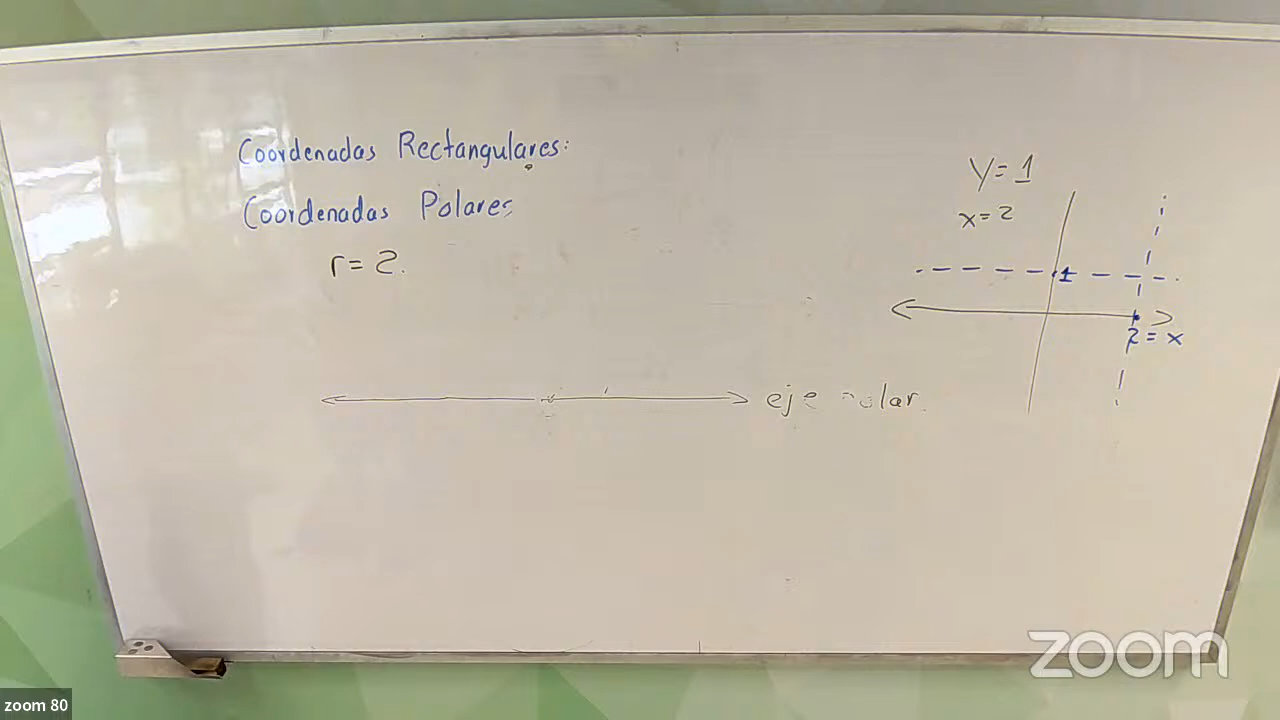 Coordenadas Rectangulares:
Coordenadas Polares
r = 2.
y = 1
x = 2
1
2 = x
eje polar.
zoom
zoom 80